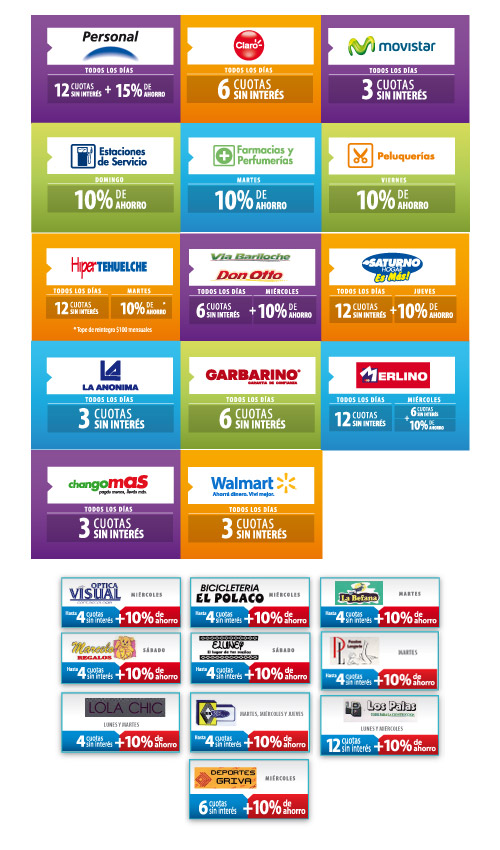 Personal
TODOS LOS DÍAS
12 CUOTAS SIN INTERÉS + 15% DE AHORRO
Claro
TODOS LOS DÍAS
6 CUOTAS SIN INTERÉS
movistar
TODOS LOS DÍAS
3 CUOTAS SIN INTERÉS
Estaciones de Servicio
DOMINGO
10% DE AHORRO
Farmacias y Perfumerías
MARTES
10% DE AHORRO
Peluquerías
VIERNES
10% DE AHORRO
HiperTEHUELCHE
TODOS LOS DÍAS MARTES
12 CUOTAS SIN INTERÉS 10% DE AHORRO *
* Tope de reintegro $100 mensuales
Via Bariloche
Don Otto
TODOS LOS DÍAS MIÉRCOLES
6 CUOTAS SIN INTERÉS +10% DE AHORRO
SATURNO
HOGAR
Es Más!
TODOS LOS DÍAS JUEVES
12 CUOTAS SIN INTERÉS +10% DE AHORRO
LA ANONIMA
TODOS LOS DÍAS
3 CUOTAS SIN INTERÉS
GARBARINO
GARANTIA DE CONFIANZA
TODOS LOS DÍAS
6 CUOTAS SIN INTERÉS
MERLINO
TODOS LOS DÍAS MIÉRCOLES
12 CUOTAS SIN INTERÉS + 6 CUOTAS SIN INTERÉS + 10% DE AHORRO
changomas
pagás menos, llevás más.
TODOS LOS DÍAS
3 CUOTAS SIN INTERÉS
Walmart
Ahorrá dinero. Viví mejor.
TODOS LOS DÍAS
3 CUOTAS SIN INTERÉS
OPTICA
VISUAL MIÉRCOLES
Hasta 4 cuotas sin interés +10% de ahorro
BICICLETERIA
EL POLACO MIÉRCOLES
Hasta 4 cuotas sin interés +10% de ahorro
La Befana MARTES
Hasta 4 cuotas sin interés +10% de ahorro
Marcela
REGALOS SÁBADO
Hasta 4 cuotas sin interés +10% de ahorro
ELUNEY
El lugar de tus sueños SÁBADO
Hasta 4 cuotas sin interés +10% de ahorro
PL MARTES
Hasta 4 cuotas sin interés +10% de ahorro
LOLA CHIC
LUNES Y MARTES
4 cuotas sin interés +10% de ahorro
MARTES, MIÉRCOLES Y JUEVES
Hasta 4 cuotas sin interés +10% de ahorro
Los Palas
LUNES Y MIÉRCOLES
12 cuotas sin interés +10% de ahorro
DEPORTES
GRIVA MIÉRCOLES
6 cuotas sin interés +10% de ahorro